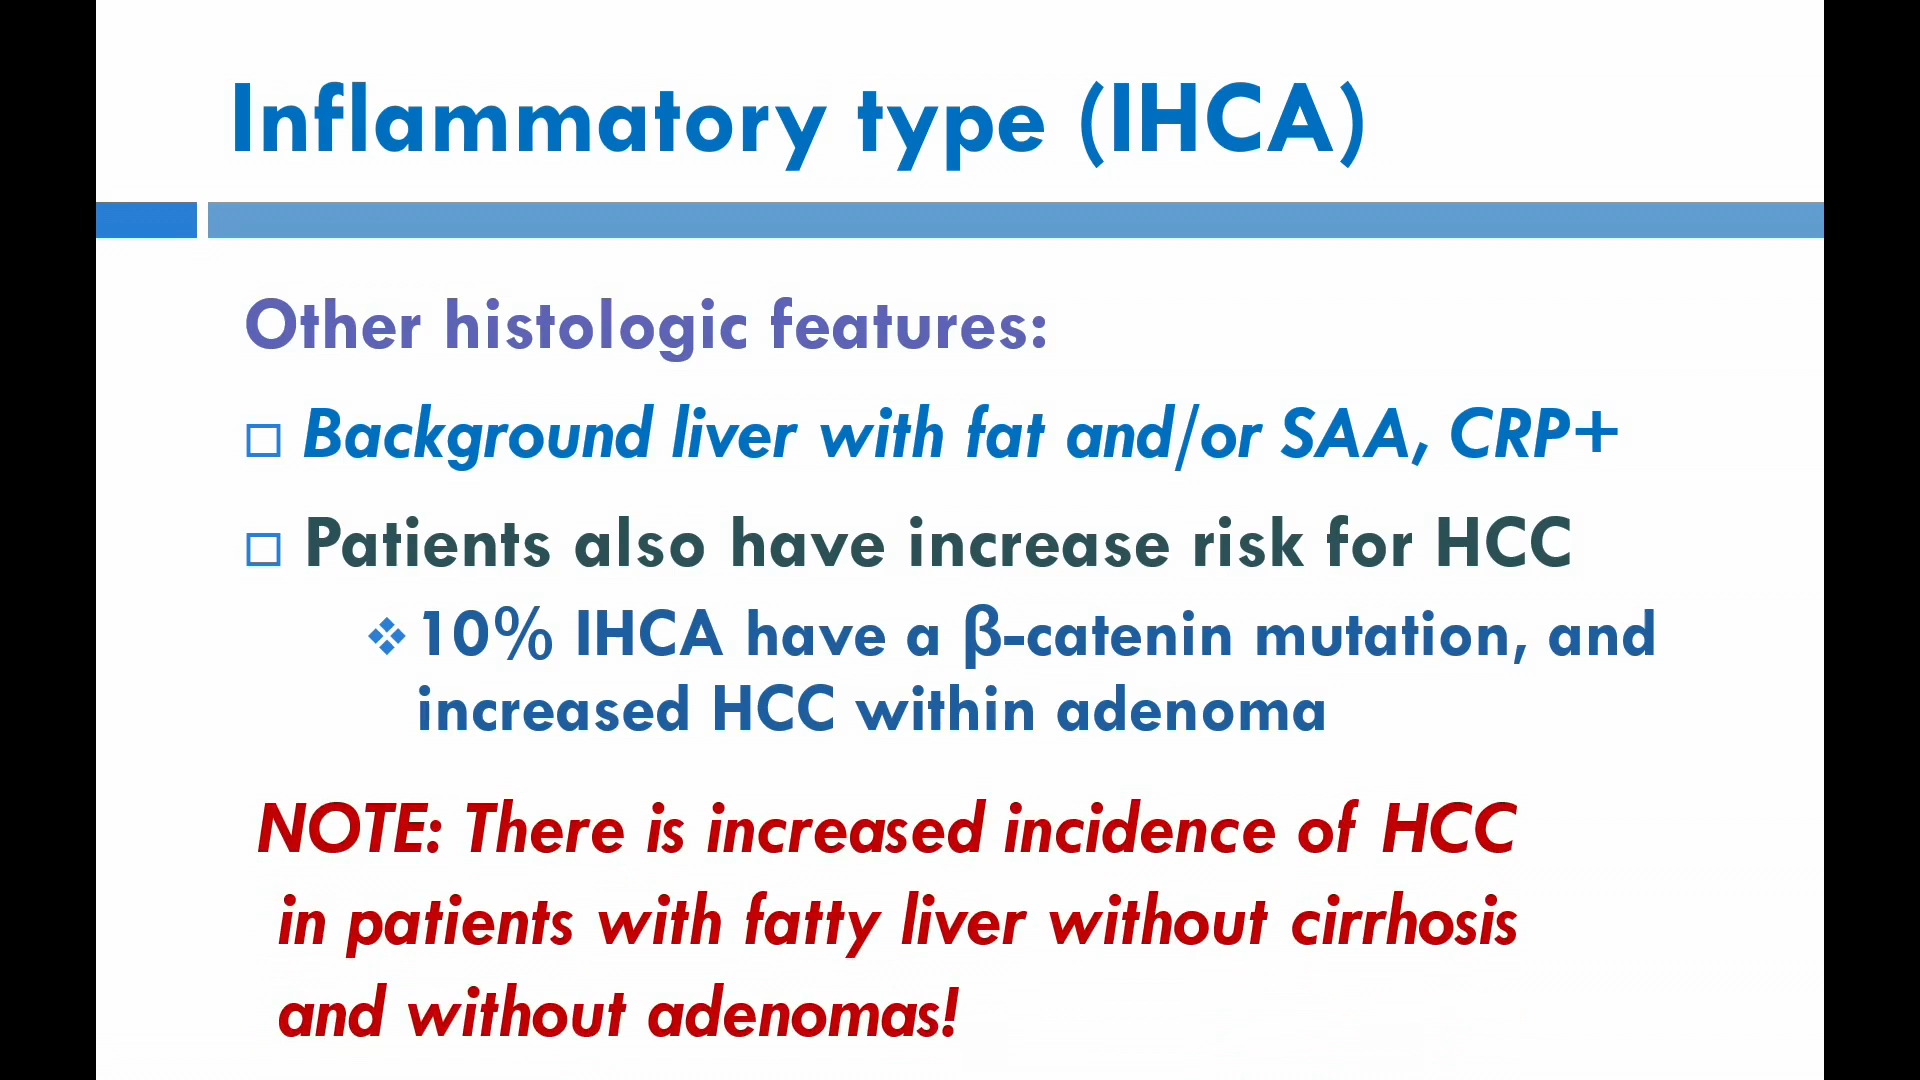 Inflammatory type (IHCA)
Other histologic features:
Background liver with fat and/or SAA, CRP+
Patients also have increase risk for HCC
10% IHCA have a β-catenin mutation, and
increased HCC within adenoma
NOTE: There is increased incidence of HCC
in patients with fatty liver without cirrhosis
and without adenomas!